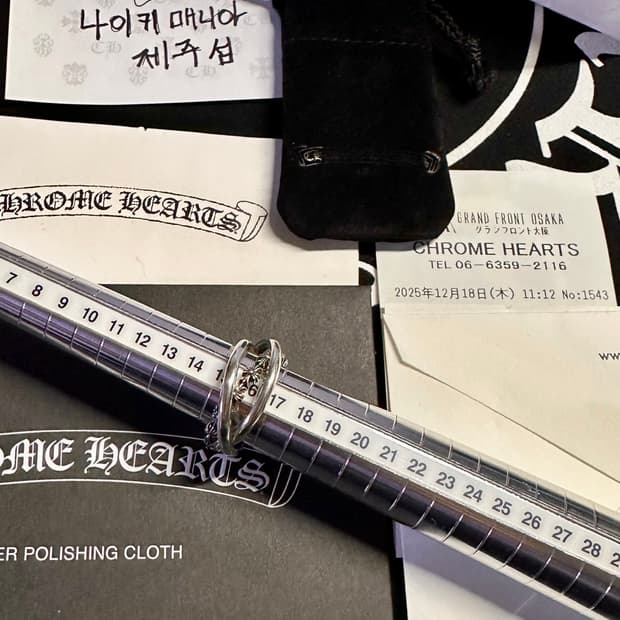 나이키 매니아
제주 섭
CH
CHROME HEARTS
GRAND FRONT OSAKA
グランフロント大阪
CHROME HEARTS
TEL 06-6359-2116
2025年12月18日(木) 11:12 No:1543
www
7 8 9 10 11 12 13 14 17 18 19 20 21 22 23 24 25 26 27 28
OME HEARTS
ER POLISHING CLOTH